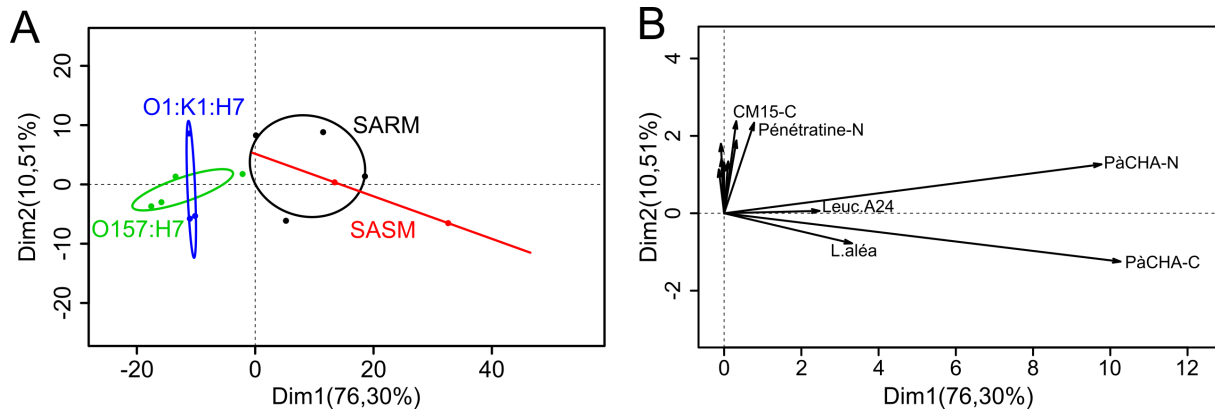 A
Dim2(10,51%)
20
10
0
-10
-20
O1:K1:H7
SARM
O157:H7
SASM
-20
0
20
40
Dim1(76,30%)
B
Dim2(10,51%)
4
2
0
-2
CM15-C
Pénétratine-N
PàCHA-N
Leuc.A24
L.aléa
PàCHA-C
0
2
4
6
8
10
12
Dim1(76,30%)